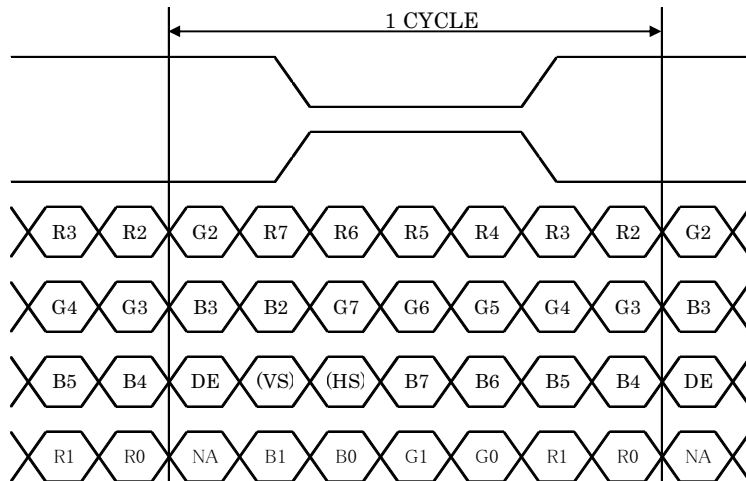 1 CYCLE
R3 R2 G2 R7 R6 R5 R4 R3 R2 G2
G4 G3 B3 B2 G7 G6 G5 G4 G3 B3
B5 B4 DE (VS) (HS) B7 B6 B5 B4 DE
R1 R0 NA B1 B0 G1 G0 R1 R0 NA